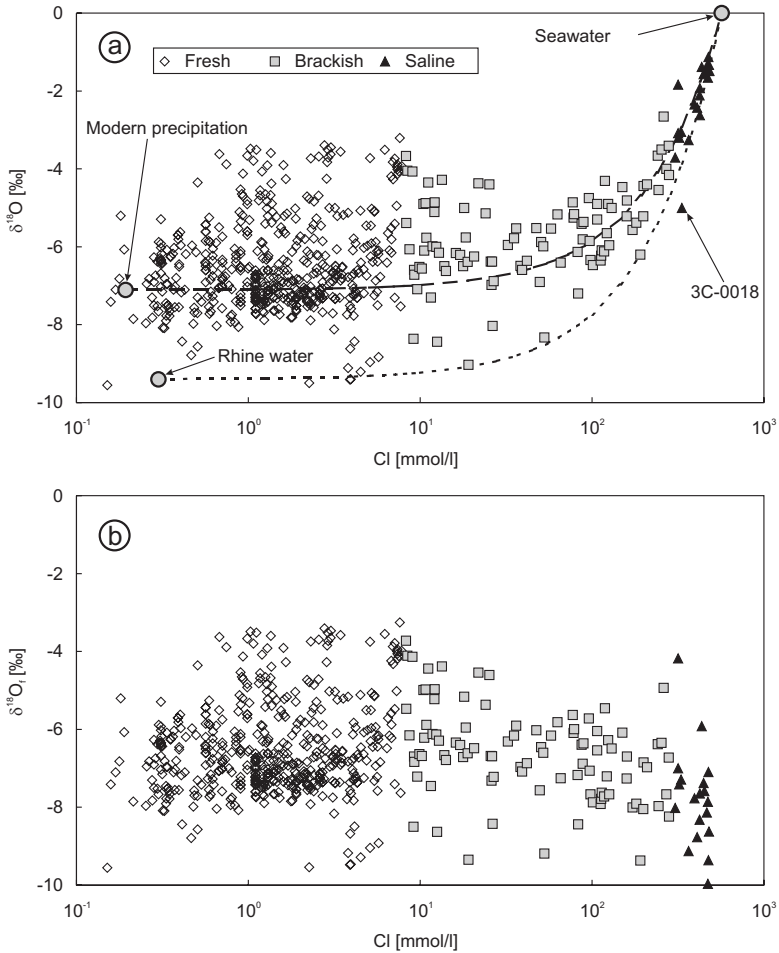 0
-2
-4
-6
-8
-10
δ18O [‰]
a
Fresh Brackish Saline
Seawater
Modern precipitation
Rhine water
3C-0018
10-1 100 101 102 103
Cl [mmol/l]
0
-2
-4
-6
-8
-10
δ18Of [‰]
b
10-1 100 101 102 103
Cl [mmol/l]